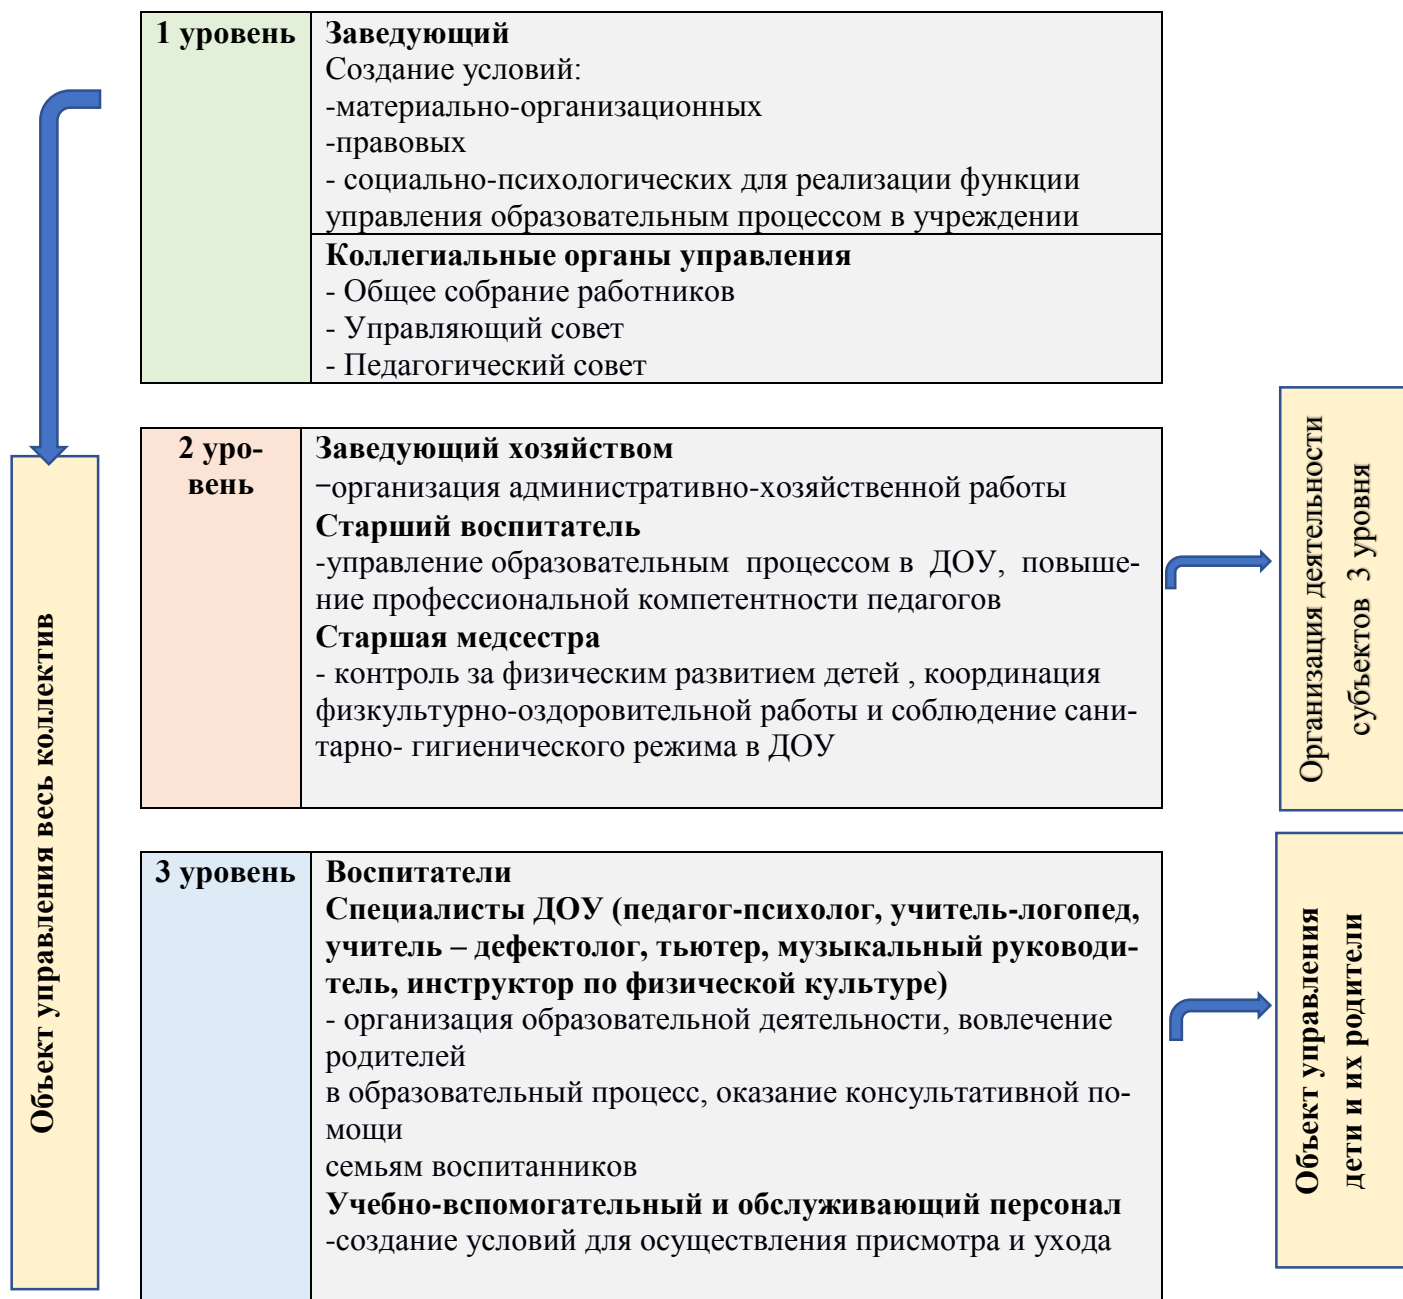 1 уровень
Заведующий
Создание условий:
-материально-организационных
-правовых
- социально-психологических для реализации функции
управления образовательным процессом в учреждении
Коллегиальные органы управления
- Общее собрание работников
- Управляющий совет
- Педагогический совет
Объект управления весь коллектив
2 уро-
вень
Заведующий хозяйством
–организация административно-хозяйственной работы
Старший воспитатель
-управление образовательным процессом в ДОУ, повыше-
ние профессиональной компетентности педагогов
Старшая медсестра
- контроль за физическим развитием детей , координация
физкультурно-оздоровительной работы и соблюдение сани-
тарно- гигиенического режима в ДОУ
Организация деятельности
субъектов 3 уровня
3 уровень
Воспитатели
Специалисты ДОУ (педагог-психолог, учитель-логопед,
учитель – дефектолог, тьютер, музыкальный руководи-
тель, инструктор по физической культуре)
- организация образовательной деятельности, вовлечение
родителей
в образовательный процесс, оказание консультативной по-
мощи
семьям воспитанников
Учебно-вспомогательный и обслуживающий персонал
-создание условий для осуществления присмотра и ухода
Объект управления
дети и их родители